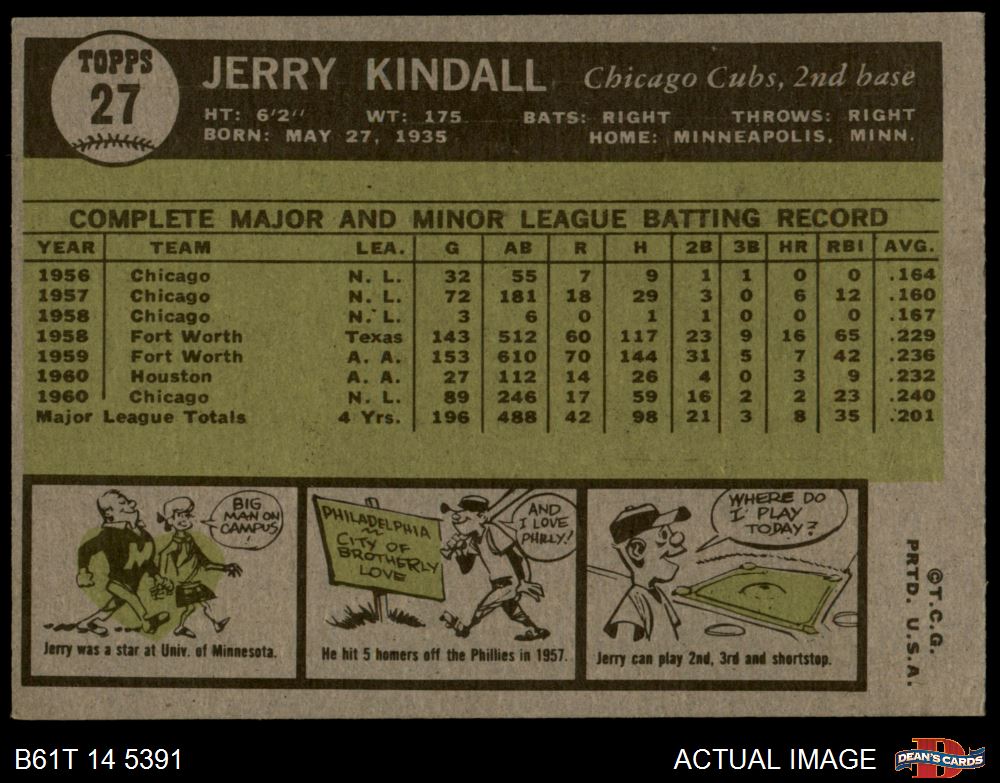 TOPPS
27
JERRY KINDALL Chicago Cubs, 2nd base
HT: 6'2" WT: 175 BATS: RIGHT THROWS: RIGHT
BORN: MAY 27, 1935 HOME: MINNEAPOLIS, MINN.
COMPLETE MAJOR AND MINOR LEAGUE BATTING RECORD
YEAR TEAM LEA. G AB R H 2B 3B HR RBI AVG.
1956 Chicago N. L. 32 55 7 9 1 1 0 0 .164
1957 Chicago N. L. 72 181 18 29 3 0 6 12 .160
1958 Chicago N. L. 3 6 0 1 1 0 0 0 .167
1958 Fort Worth Texas 143 512 60 117 23 9 16 65 .229
1959 Fort Worth A. A. 153 610 70 144 31 5 7 42 .236
1960 Houston A. A. 27 112 14 26 4 0 3 9 .232
1960 Chicago N. L. 89 246 17 59 16 2 2 23 .240
Major League Totals 4 Yrs. 196 488 42 98 21 3 8 35 .201
BIG
MAN ON
CAMPUS
!
M
Jerry was a star at Univ. of Minnesota.
PHILADELPHIA
~
CITY OF
BROTHERLY
LOVE
AND
I LOVE
PHILLY!
He hit 5 homers off the Phillies in 1957.
WHERE DO
I PLAY
TODAY?
Jerry can play 2nd, 3rd and shortstop.
©T.C.G.
PRTD. U.S.A.
B61T 14 5391
ACTUAL IMAGE
D
DEAN'S CARDS